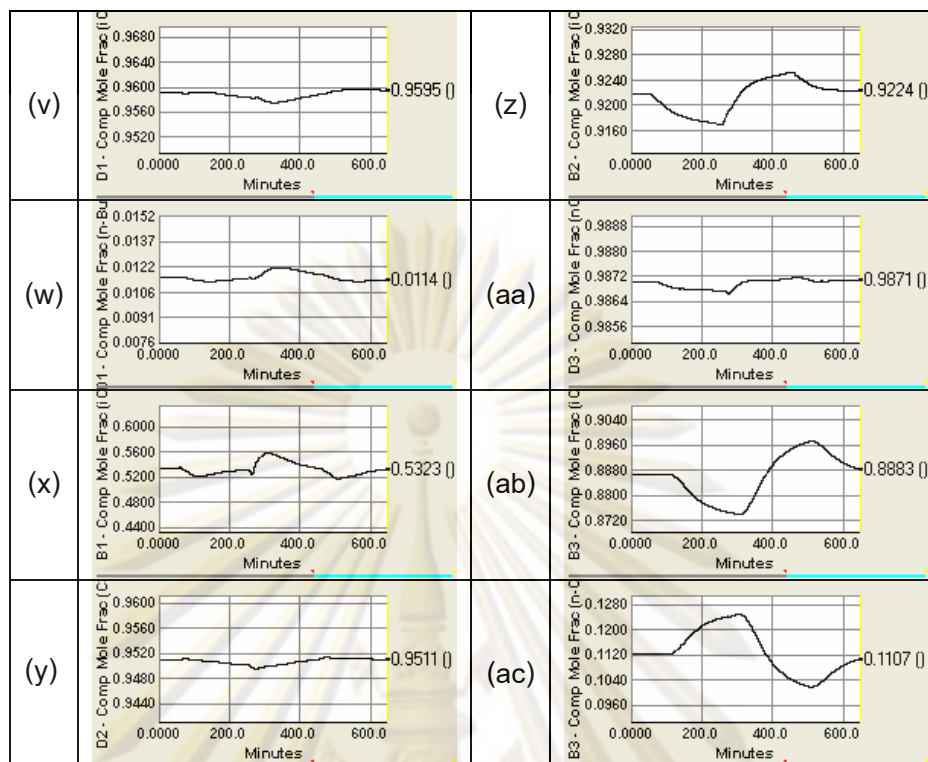 (v)
D1 - Comp Mole Frac (i C
0.9680
0.9640
0.9600
0.9560
0.9520
0.0000 200.0 400.0 600.0
Minutes
0.9595 ()
(z)
B2 - Comp Mole Frac (i C
0.9320
0.9280
0.9240
0.9200
0.9160
0.0000 200.0 400.0 600.0
Minutes
0.9224 ()
(w)
D1 - Comp Mole Frac (n-Bu
0.0152
0.0137
0.0122
0.0106
0.0091
0.0076
0.0000 200.0 400.0 600.0
Minutes
0.0114 ()
(aa)
D3 - Comp Mole Frac (n-C
0.9888
0.9880
0.9872
0.9864
0.9856
0.0000 200.0 400.0 600.0
Minutes
0.9871 ()
(x)
B1 - Comp Mole Frac (i C
0.6000
0.5600
0.5200
0.4800
0.4400
0.0000 200.0 400.0 600.0
Minutes
0.5323 ()
(ab)
B3 - Comp Mole Frac (i C
0.9040
0.8960
0.8880
0.8800
0.8720
0.0000 200.0 400.0 600.0
Minutes
0.8883 ()
(y)
D2 - Comp Mole Frac (C
0.9600
0.9560
0.9520
0.9480
0.9440
0.0000 200.0 400.0 600.0
Minutes
0.9511 ()
(ac)
B3 - Comp Mole Frac (n-C
0.1280
0.1200
0.1120
0.1040
0.0960
0.0000 200.0 400.0 600.0
Minutes
0.1107 ()